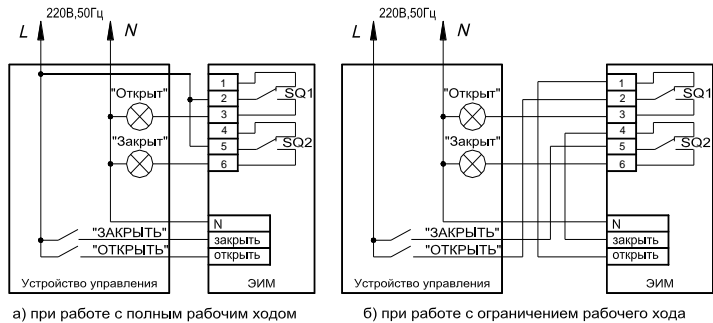 220В,50Гц
L
N
"Открыт"
"Закрыт"
1
2
3
4
5
6
SQ1
SQ2
N
"ЗАКРЫТЬ"
закрыть
"ОТКРЫТЬ"
открыть
Устройство управления
ЭИМ
а) при работе с полным рабочим ходом
220В,50Гц
L
N
"Открыт"
"Закрыт"
1
2
3
4
5
6
SQ1
SQ2
N
"ЗАКРЫТЬ"
закрыть
"ОТКРЫТЬ"
открыть
Устройство управления
ЭИМ
б) при работе с ограничением рабочего хода